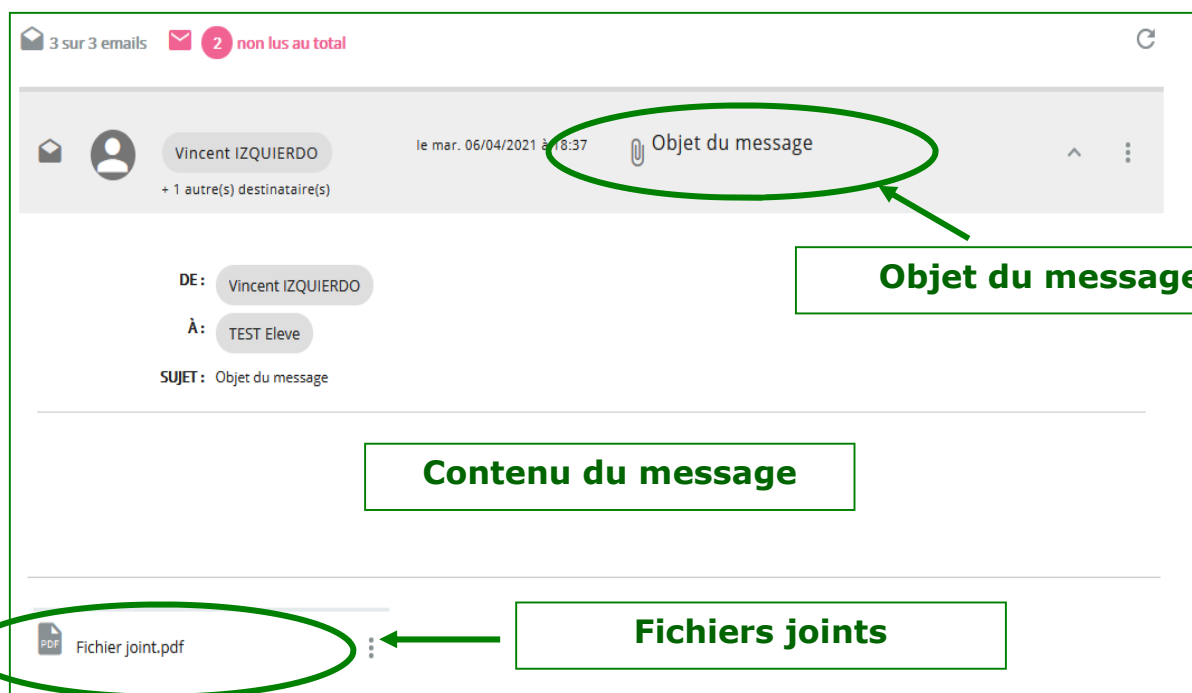 3 sur 3 emails 2 non lus au total
Vincent IZQUIERDO le mar. 06/04/2021 à 18:37 Objet du message
+ 1 autre(s) destinataire(s)
Objet du message
DE : Vincent IZQUIERDO
À : TEST Eleve
SUJET : Objet du message
Contenu du message
PDF Fichier joint.pdf
Fichiers joints